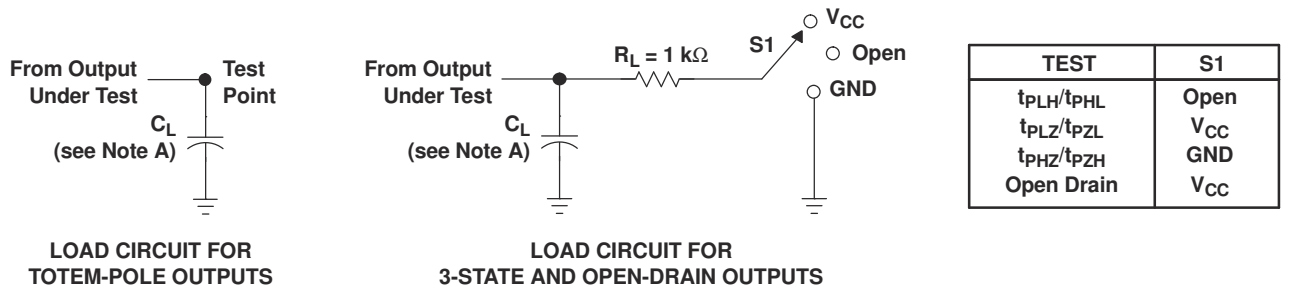 From Output
Under Test
Test
Point
C_L
(see Note A)
LOAD CIRCUIT FOR
TOTEM-POLE OUTPUTS
From Output
Under Test
C_L
(see Note A)
R_L = 1 kΩ
S1
V_CC
Open
GND
LOAD CIRCUIT FOR
3-STATE AND OPEN-DRAIN OUTPUTS
TEST S1
t_PLH/t_PHL Open
t_PLZ/t_PZL V_CC
t_PHZ/t_PZH GND
Open Drain V_CC